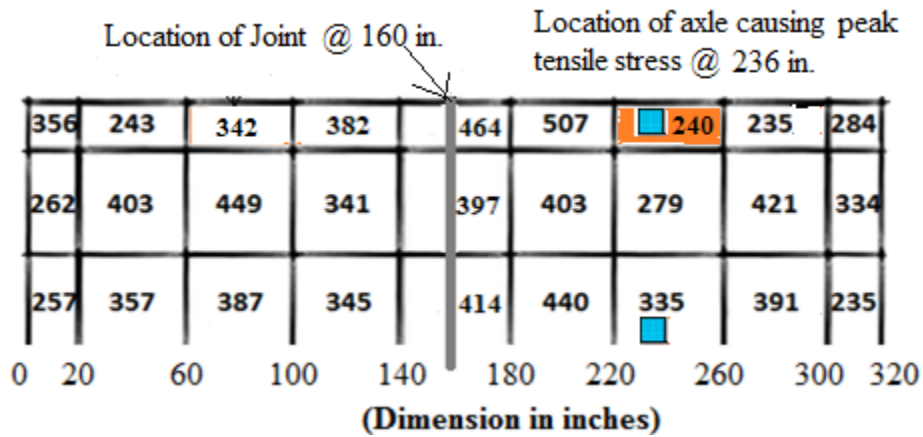 Location of Joint @ 160 in.
Location of axle causing peak
tensile stress @ 236 in.
356 243 342 382 464 507 240 235 284
262 403 449 341 397 403 279 421 334
257 357 387 345 414 440 335 391 235
0 20 60 100 140 180 220 260 300 320
(Dimension in inches)